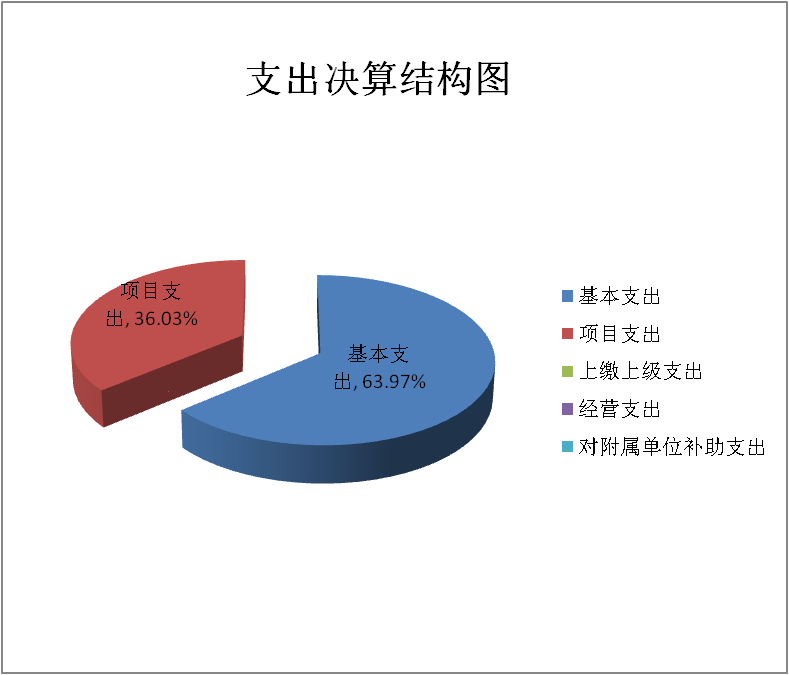 支出决算结构图
项目支
出, 36.03%
基本支
出, 63.97%
基本支出
项目支出
上缴上级支出
经营支出
对附属单位补助支出